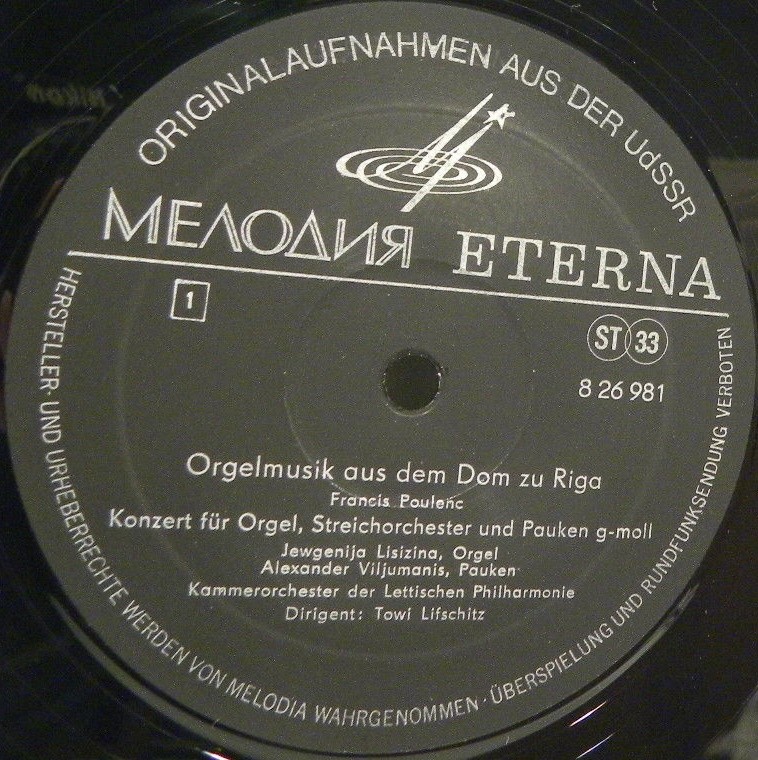 ORIGINALAUFNAHMEN AUS DER UdSSR
МЕЛОДИЯ ETERNA
1
ST 33
8 26 981
Orgelmusik aus dem Dom zu Riga
Francis Poulenc
Konzert für Orgel, Streichorchester und Pauken g-moll
Jewgenija Lisizina, Orgel
Alexander Viljumanis, Pauken
Kammerorchester der Lettischen Philharmonie
Dirigent: Towi Lifschitz
HERSTELLER- UND URHEBERRECHTE WERDEN VON MELODIA WAHRGENOMMEN · ÜBERSPIELUNG UND RUNDFUNKSENDUNG VERBOTEN